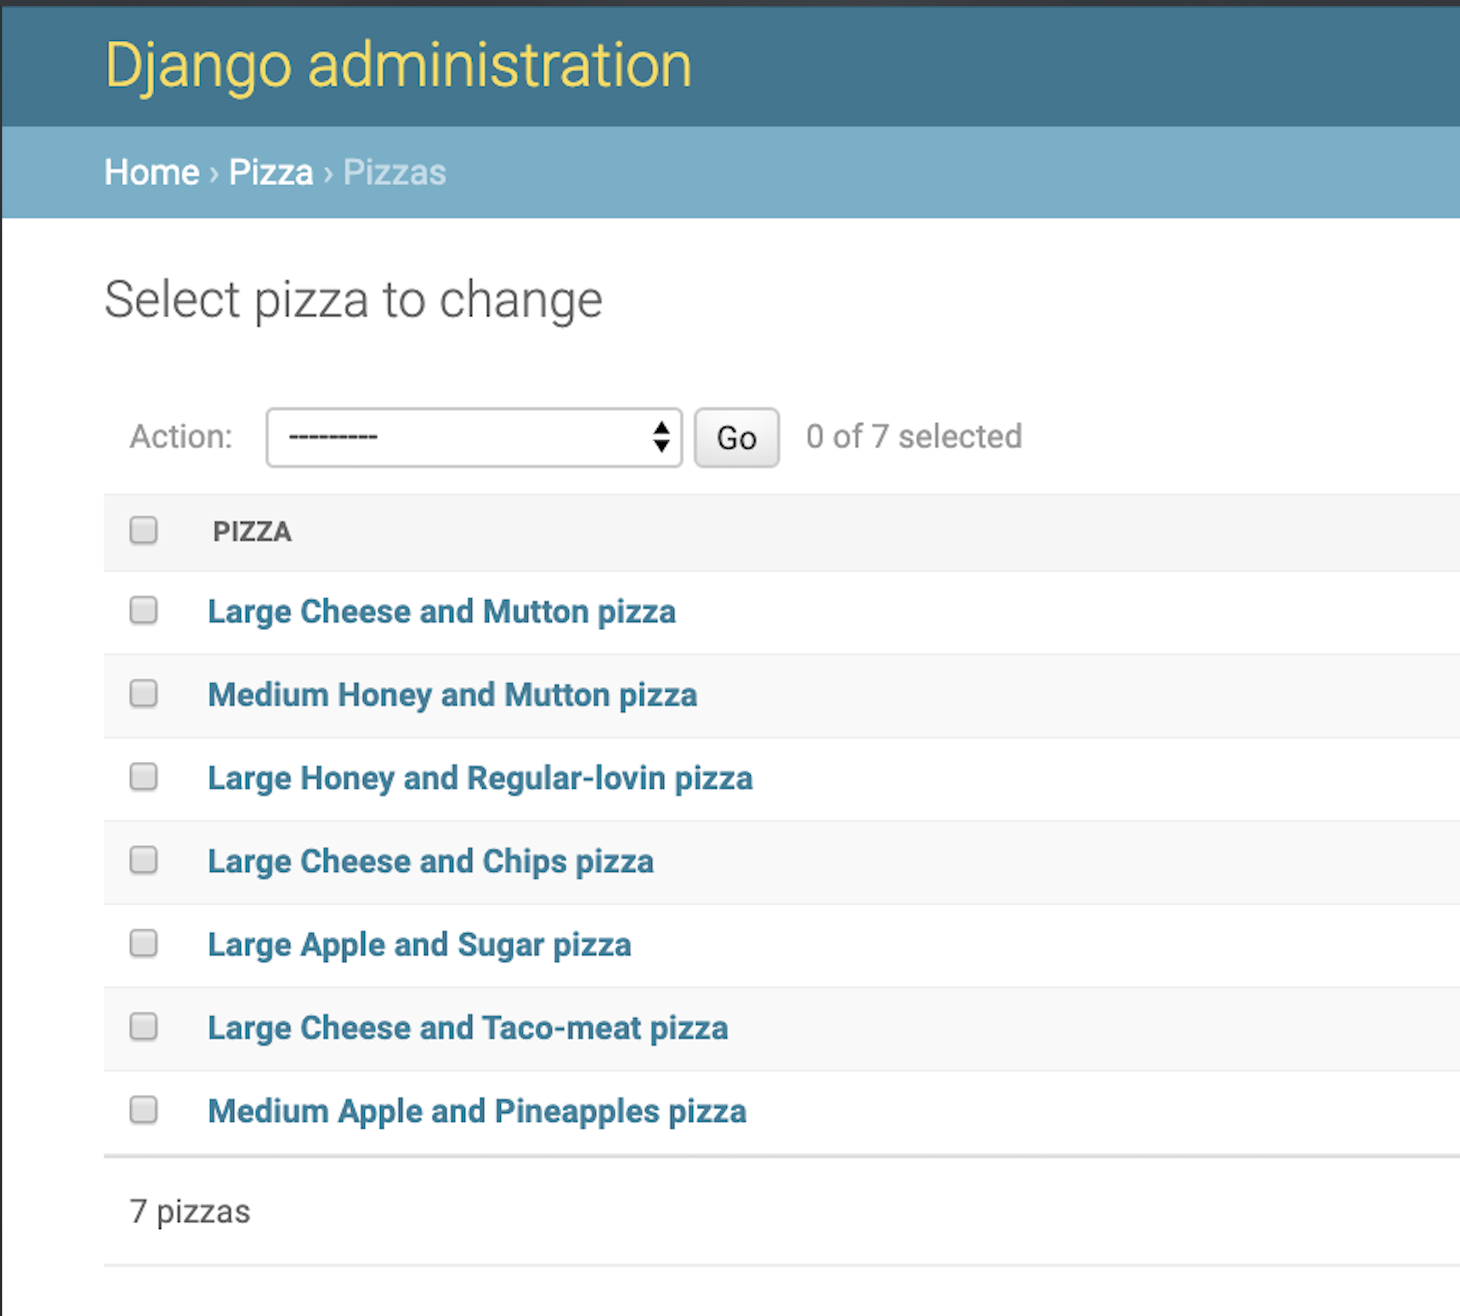 Django administration
Home › Pizza › Pizzas
Select pizza to change
Action: --------- Go 0 of 7 selected
PIZZA
Large Cheese and Mutton pizza
Medium Honey and Mutton pizza
Large Honey and Regular-lovin pizza
Large Cheese and Chips pizza
Large Apple and Sugar pizza
Large Cheese and Taco-meat pizza
Medium Apple and Pineapples pizza
7 pizzas